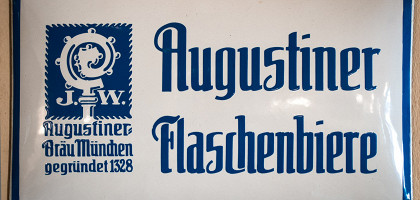 J. W.
Augustiner-
Bräu München
gegründet 1328
Augustiner
Flaschenbiere